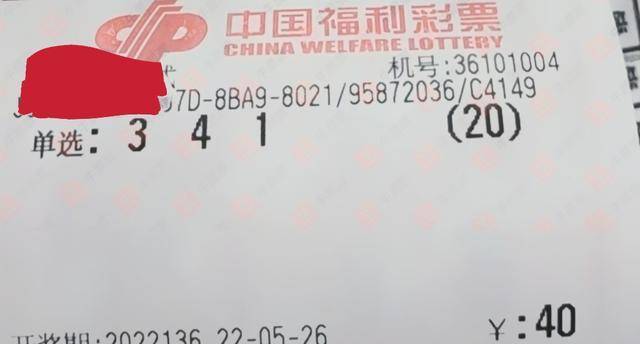 中国福利彩票
CHINA WELFARE LOTTERY
机号:36101004
7D-8BA9-8021/95872036/C4149
单选: 3 4 1 (20)
开奖期:2022136 22-05-26 ¥:40